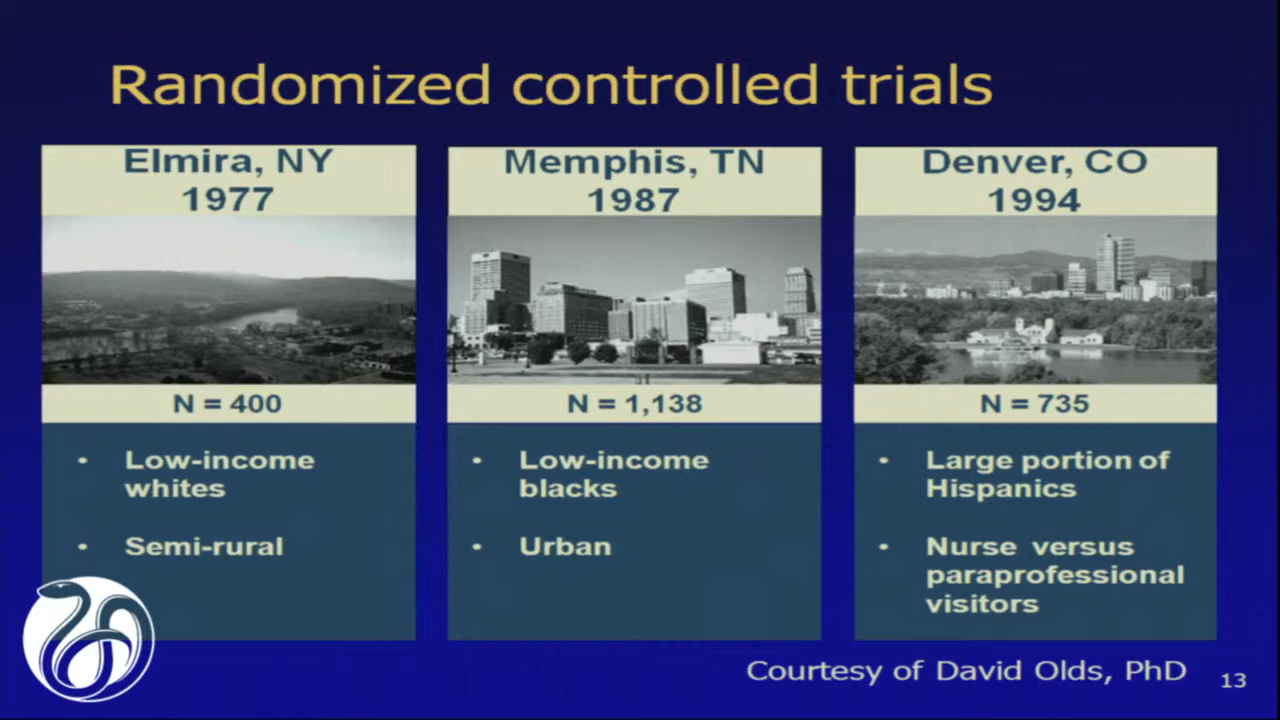 Randomized controlled trials
Elmira, NY
1977
N = 400
• Low-income
whites
• Semi-rural
Memphis, TN
1987
N = 1,138
• Low-income
blacks
• Urban
Denver, CO
1994
N = 735
• Large portion of
Hispanics
• Nurse versus
paraprofessional
visitors
Courtesy of David Olds, PhD
13